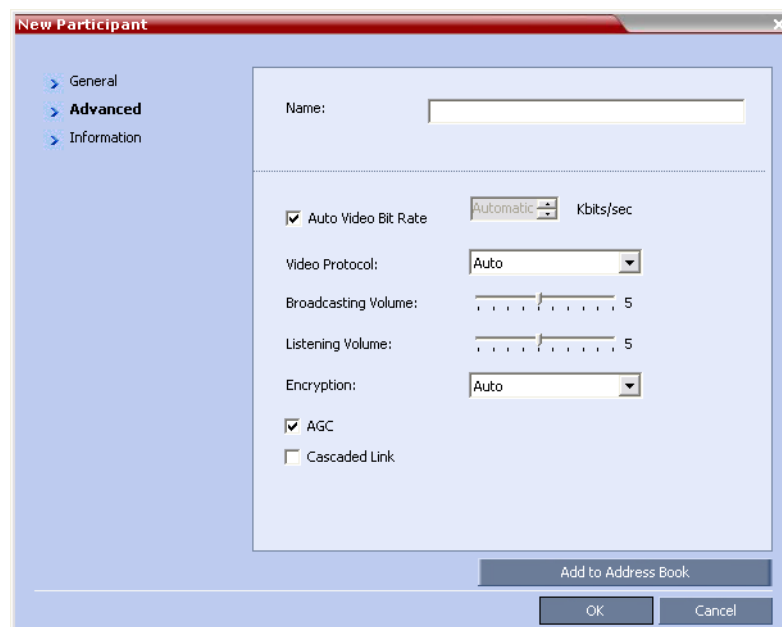 New Participant
General
Advanced
Information
Name:
Auto Video Bit Rate
Automatic
Kbits/sec
Video Protocol:
Auto
Broadcasting Volume:
5
Listening Volume:
5
Encryption:
Auto
AGC
Cascaded Link
Add to Address Book
OK
Cancel